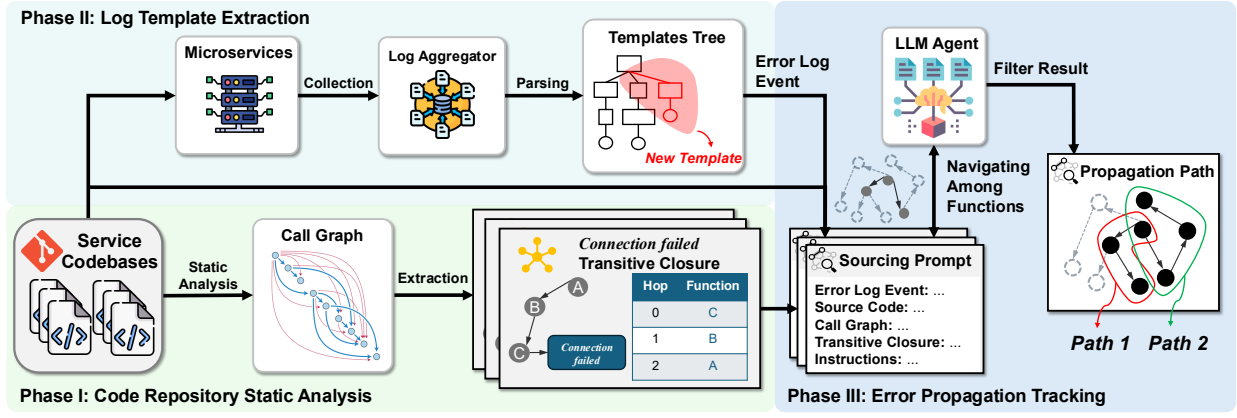 Phase II: Log Template Extraction
Microservices
Collection
Log Aggregator
Parsing
Templates Tree
New Template
Error Log
Event
LLM Agent
Filter Result
Navigating
Among
Functions
Propagation Path
Path 1
Path 2
Service
Codebases
</>
</>
Static
Analysis
Call Graph
Extraction
Connection failed
Transitive Closure
A
B
C
Connection
failed
Hop Function
0 C
1 B
2 A
Sourcing Prompt
Error Log Event: ...
Source Code: ...
Call Graph: ...
Transitive Closure: ...
Instructions: ...
Phase I: Code Repository Static Analysis
Phase III: Error Propagation Tracking